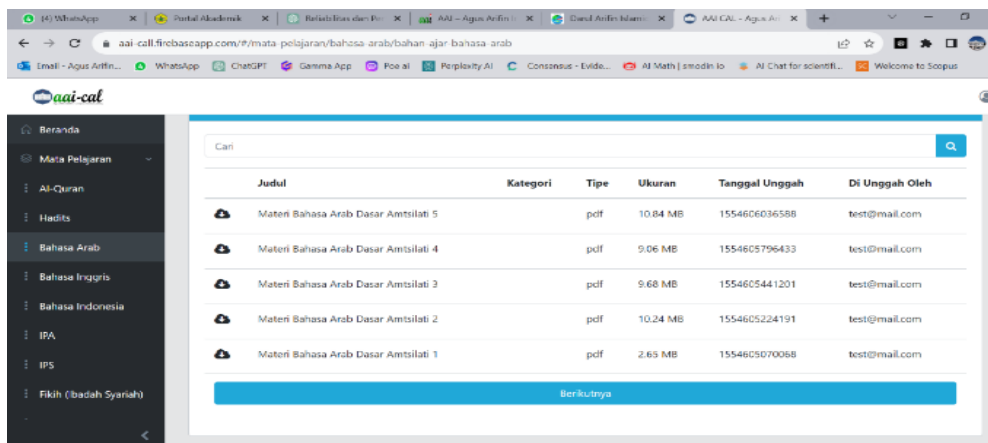 (4) WhatsApp
Portal Akademik
Reliabilitas dan Per
AAI – Agus Arifin I
Darul Arifin Islami
AAI CAL - Agus Ari
aai-call.firebaseapp.com/#/mata-pelajaran/bahasa-arab/bahan-ajar-bahasa-arab
Email - Agus Arifin... WhatsApp ChatGPT Gamma App Poe ai Perplexity AI Consensus - Evide... AI Math | smodin io AI Chat for scientifi... Welcome to Scopus
aai-cal
Beranda
Mata Pelajaran
Al-Quran
Hadits
Bahasa Arab
Bahasa Inggris
Bahasa Indonesia
IPA
IPS
Fikih (Ibadah Syariah)
Cari
Judul Kategori Tipe Ukuran Tanggal Unggah Di Unggah Oleh
Materi Bahasa Arab Dasar Amtsilati 5 pdf 10.84 MB 1554606036588 test@mail.com
Materi Bahasa Arab Dasar Amtsilati 4 pdf 9.06 MB 1554605796433 test@mail.com
Materi Bahasa Arab Dasar Amtsilati 3 pdf 9.68 MB 1554605441201 test@mail.com
Materi Bahasa Arab Dasar Amtsilati 2 pdf 10.24 MB 1554605224191 test@mail.com
Materi Bahasa Arab Dasar Amtsilati 1 pdf 2.65 MB 1554605070068 test@mail.com
Berikutnya